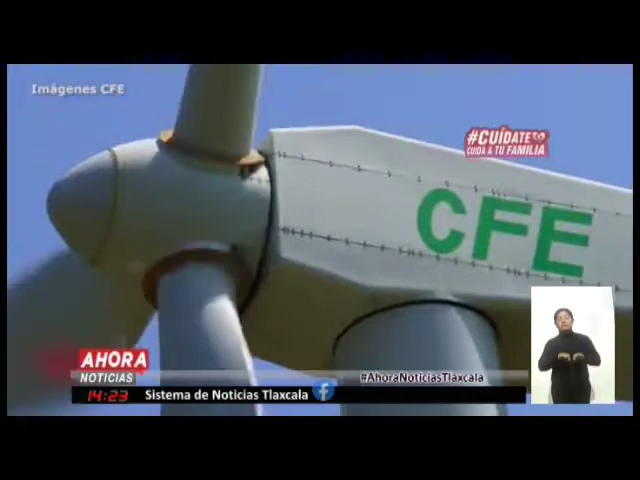 Imágenes CFE
#CUÍDATE
CUIDA A TU FAMILIA
CFE
AHORA
NOTICIAS
#AhoraNoticiasTlaxcala
14:23
Sistema de Noticias Tlaxcala